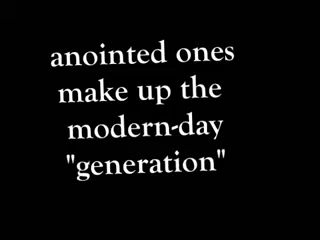 anointed ones
make up the
modern-day
"generation"